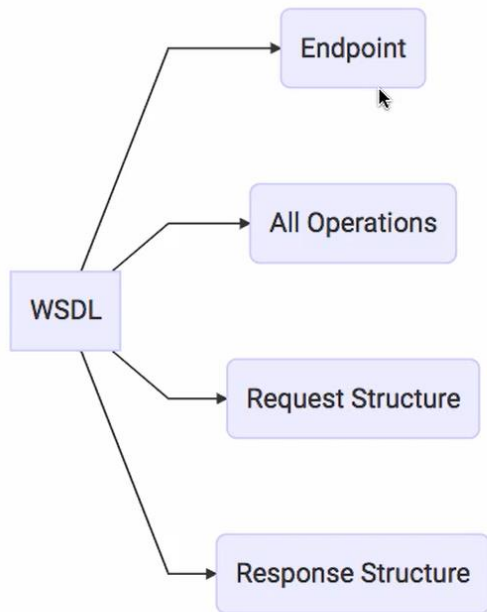 Endpoint
All Operations
WSDL
Request Structure
Response Structure